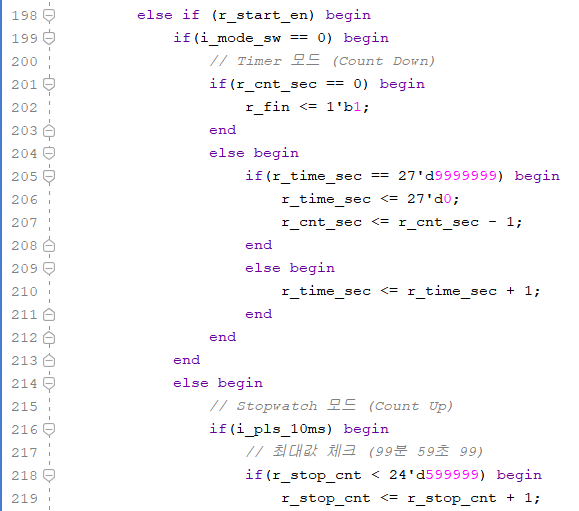 198 else if (r_start_en) begin
199 if(i_mode_sw == 0) begin
200 // Timer 모드 (Count Down)
201 if(r_cnt_sec == 0) begin
202 r_fin <= 1'b1;
203 end
204 else begin
205 if(r_time_sec == 27'd9999999) begin
206 r_time_sec <= 27'd0;
207 r_cnt_sec <= r_cnt_sec - 1;
208 end
209 else begin
210 r_time_sec <= r_time_sec + 1;
211 end
212 end
213 end
214 else begin
215 // Stopwatch 모드 (Count Up)
216 if(i_pls_10ms) begin
217 // 최대값 체크 (99분 59초 99)
218 if(r_stop_cnt < 24'd599999) begin
219 r_stop_cnt <= r_stop_cnt + 1;